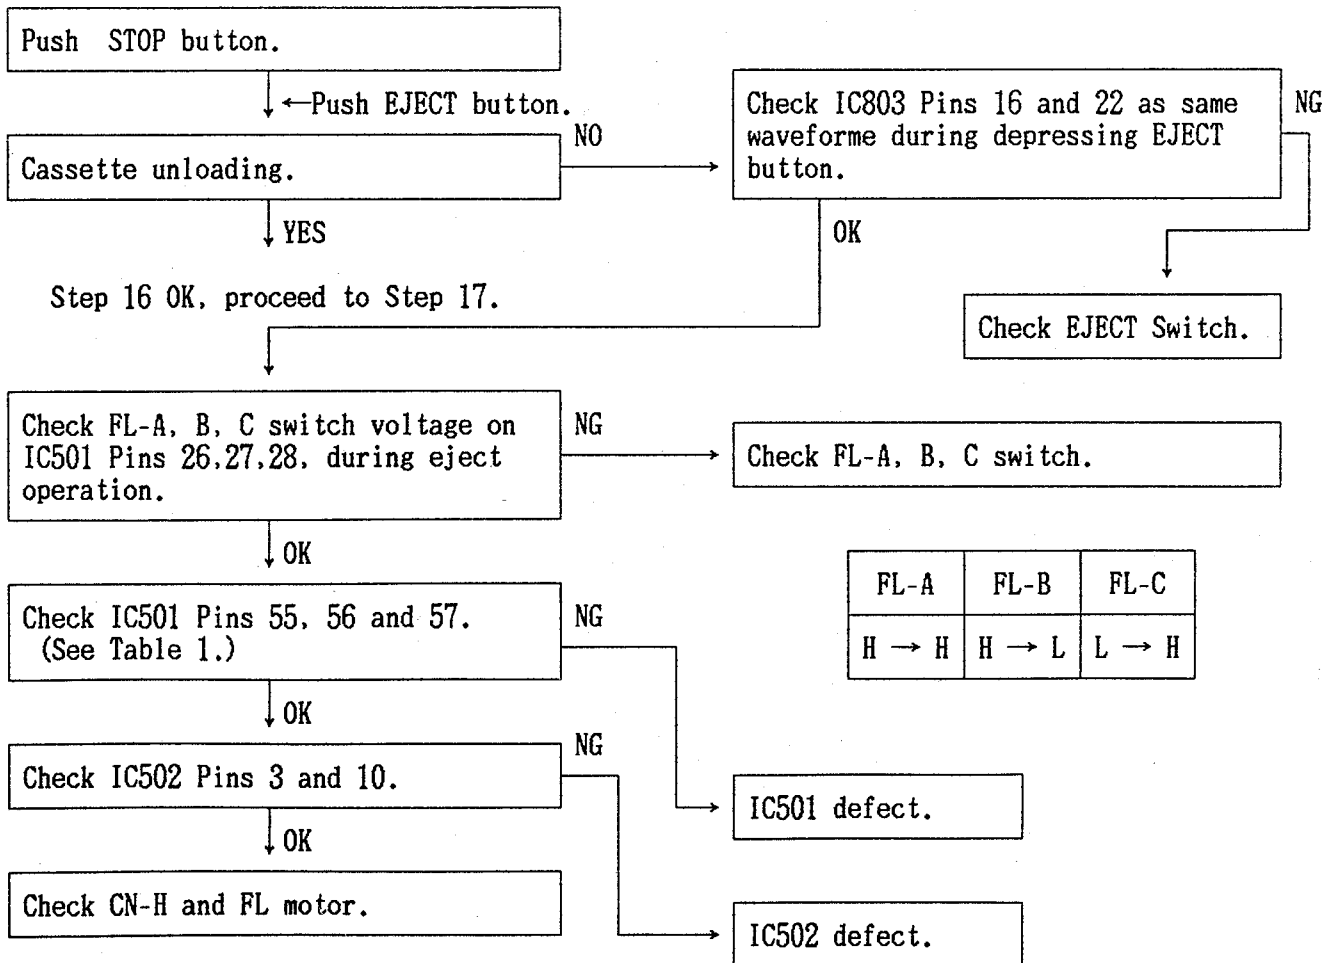 Push STOP button.
←Push EJECT button.
Cassette unloading.
NO
Check IC803 Pins 16 and 22 as same
waveforme during depressing EJECT
button.
NG
YES
OK
Step 16 OK, proceed to Step 17.
Check EJECT Switch.
Check FL-A, B, C switch voltage on
IC501 Pins 26,27,28, during eject
operation.
NG
Check FL-A, B, C switch.
OK
FL-A FL-B FL-C
H → H H → L L → H
Check IC501 Pins 55, 56 and 57.
(See Table 1.)
NG
OK
Check IC502 Pins 3 and 10.
NG
IC501 defect.
OK
Check CN-H and FL motor.
IC502 defect.